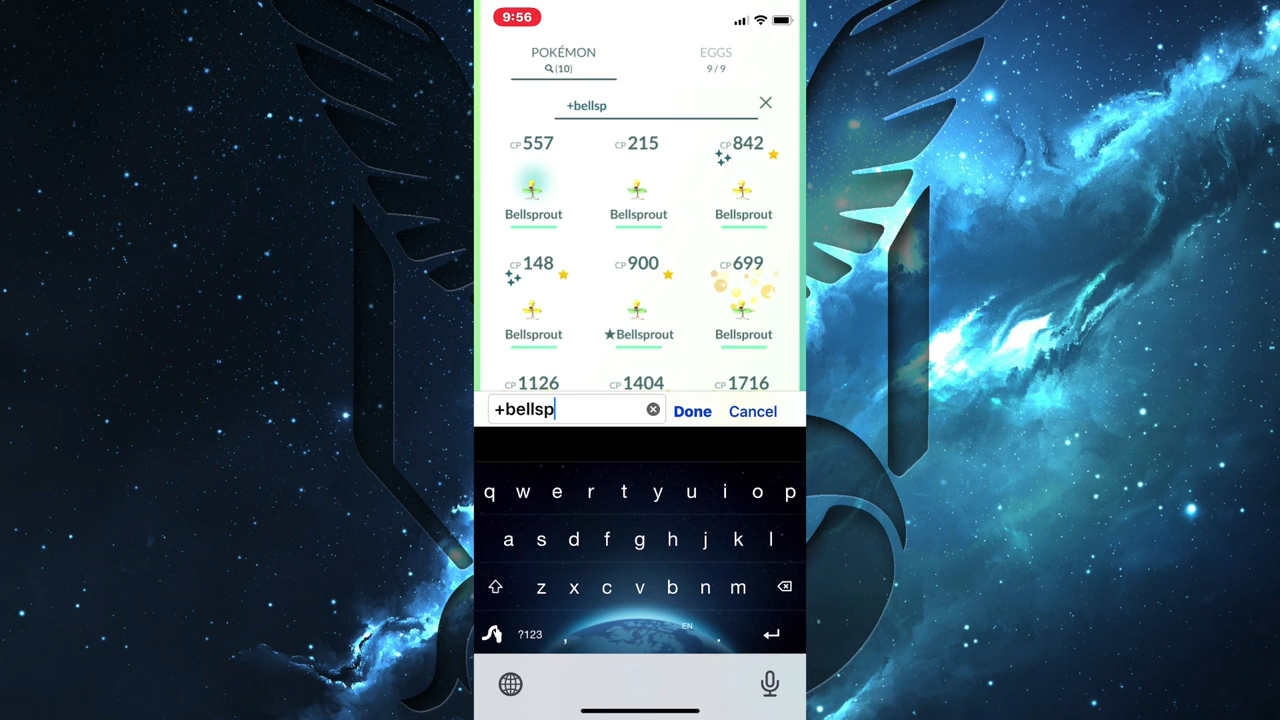 9:56
POKÉMON
(10)
EGGS
9 / 9
+bellsp
CP 557
CP 215
CP 842
Bellsprout
Bellsprout
Bellsprout
CP 148
CP 900
CP 699
Bellsprout
★Bellsprout
Bellsprout
CP 1126
CP 1404
CP 1716
+bellsp
Done
Cancel
q w e r t y u i o p
a s d f g h j k l
z x c v b n m
?123 , EN .